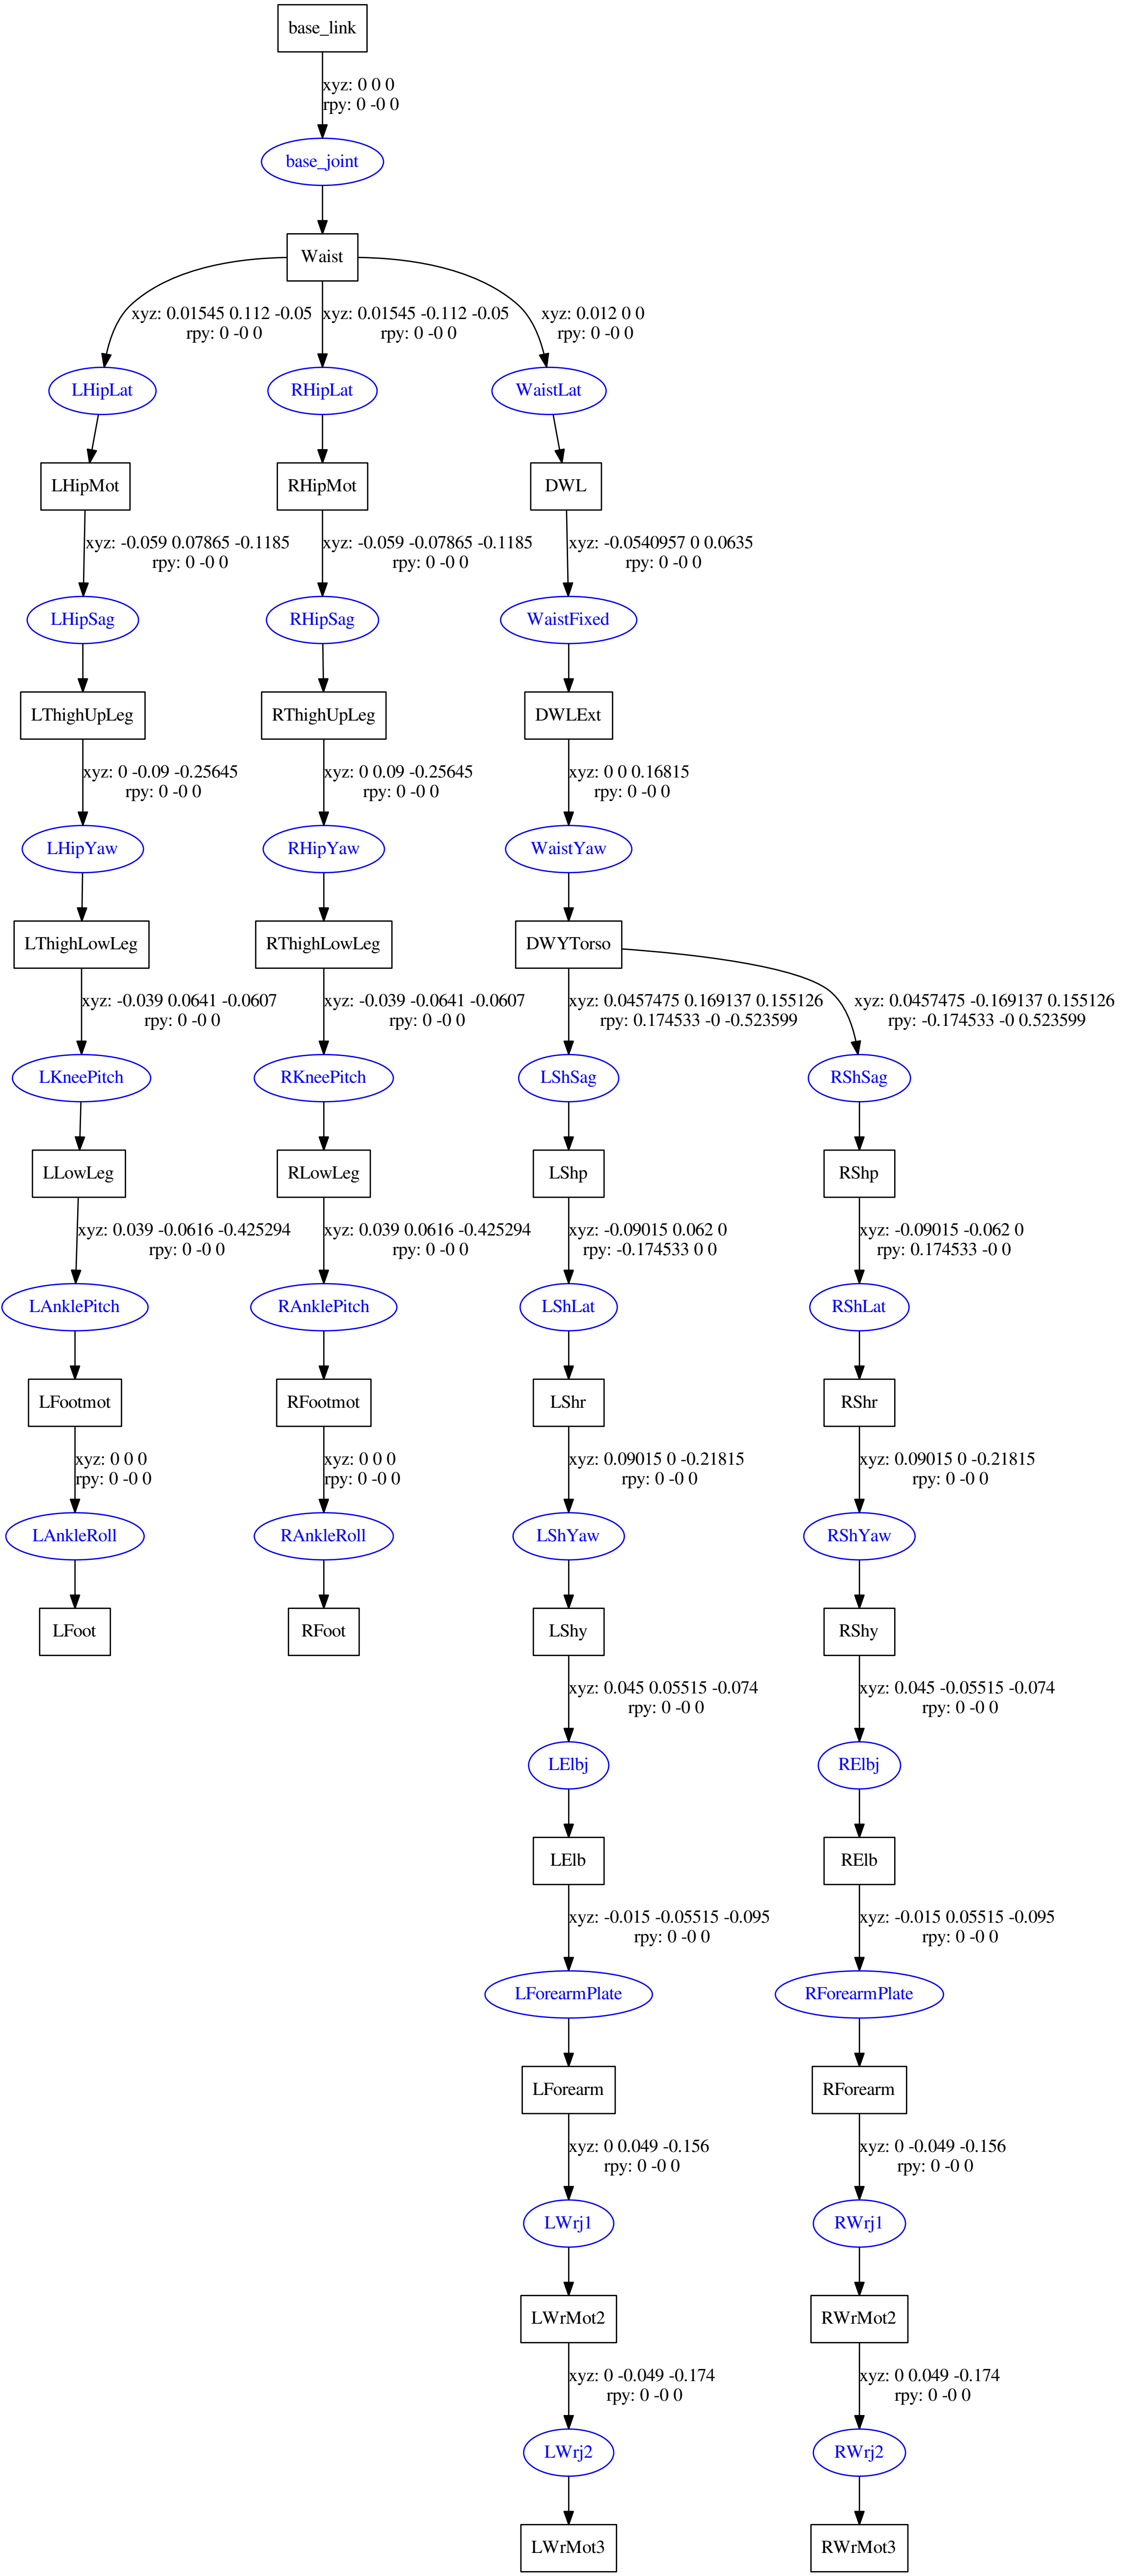 base_link
xyz: 0 0 0
rpy: 0 -0 0
base_joint
Waist
xyz: 0.01545 0.112 -0.05
rpy: 0 -0 0
xyz: 0.01545 -0.112 -0.05
rpy: 0 -0 0
xyz: 0.012 0 0
rpy: 0 -0 0
LHipLat
RHipLat
WaistLat
LHipMot
RHipMot
DWL
xyz: -0.059 0.07865 -0.1185
rpy: 0 -0 0
xyz: -0.059 -0.07865 -0.1185
rpy: 0 -0 0
xyz: -0.0540957 0 0.0635
rpy: 0 -0 0
LHipSag
RHipSag
WaistFixed
LThighUpLeg
RThighUpLeg
DWLExt
xyz: 0 -0.09 -0.25645
rpy: 0 -0 0
xyz: 0 0.09 -0.25645
rpy: 0 -0 0
xyz: 0 0 0.16815
rpy: 0 -0 0
LHipYaw
RHipYaw
WaistYaw
LThighLowLeg
RThighLowLeg
DWYTorso
xyz: -0.039 0.0641 -0.0607
rpy: 0 -0 0
xyz: -0.039 -0.0641 -0.0607
rpy: 0 -0 0
xyz: 0.0457475 0.169137 0.155126
rpy: 0.174533 -0 -0.523599
xyz: 0.0457475 -0.169137 0.155126
rpy: -0.174533 -0 0.523599
LKneePitch
RKneePitch
LShSag
RShSag
LLowLeg
RLowLeg
LShp
RShp
xyz: 0.039 -0.0616 -0.425294
rpy: 0 -0 0
xyz: 0.039 0.0616 -0.425294
rpy: 0 -0 0
xyz: -0.09015 0.062 0
rpy: -0.174533 0 0
xyz: -0.09015 -0.062 0
rpy: 0.174533 -0 0
LAnklePitch
RAnklePitch
LShLat
RShLat
LFootmot
RFootmot
LShr
RShr
xyz: 0 0 0
rpy: 0 -0 0
xyz: 0 0 0
rpy: 0 -0 0
xyz: 0.09015 0 -0.21815
rpy: 0 -0 0
xyz: 0.09015 0 -0.21815
rpy: 0 -0 0
LAnkleRoll
RAnkleRoll
LShYaw
RShYaw
LFoot
RFoot
LShy
RShy
xyz: 0.045 0.05515 -0.074
rpy: 0 -0 0
xyz: 0.045 -0.05515 -0.074
rpy: 0 -0 0
LElbj
RElbj
LElb
RElb
xyz: -0.015 -0.05515 -0.095
rpy: 0 -0 0
xyz: -0.015 0.05515 -0.095
rpy: 0 -0 0
LForearmPlate
RForearmPlate
LForearm
RForearm
xyz: 0 0.049 -0.156
rpy: 0 -0 0
xyz: 0 -0.049 -0.156
rpy: 0 -0 0
LWrj1
RWrj1
LWrMot2
RWrMot2
xyz: 0 -0.049 -0.174
rpy: 0 -0 0
xyz: 0 0.049 -0.174
rpy: 0 -0 0
LWrj2
RWrj2
LWrMot3
RWrMot3